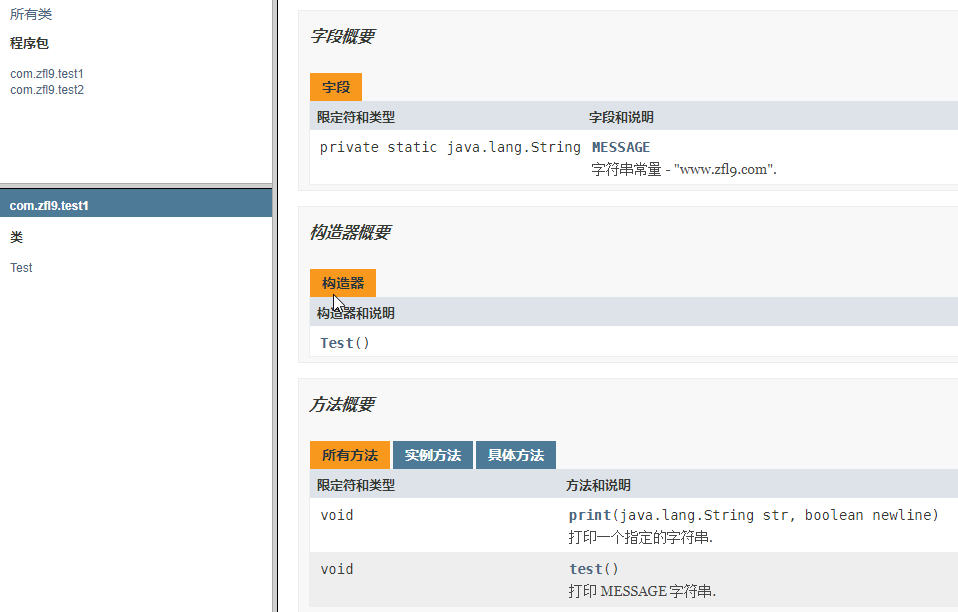 所有类
程序包
com.zfl9.test1
com.zfl9.test2
com.zfl9.test1
类
Test
字段概要
字段
限定符和类型 字段和说明
private static java.lang.String MESSAGE
字符串常量 - "www.zfl9.com".
构造器概要
构造器
构造器和说明
Test()
方法概要
所有方法 实例方法 具体方法
限定符和类型 方法和说明
void print(java.lang.String str, boolean newline)
打印一个指定的字符串.
void test()
打印 MESSAGE 字符串.